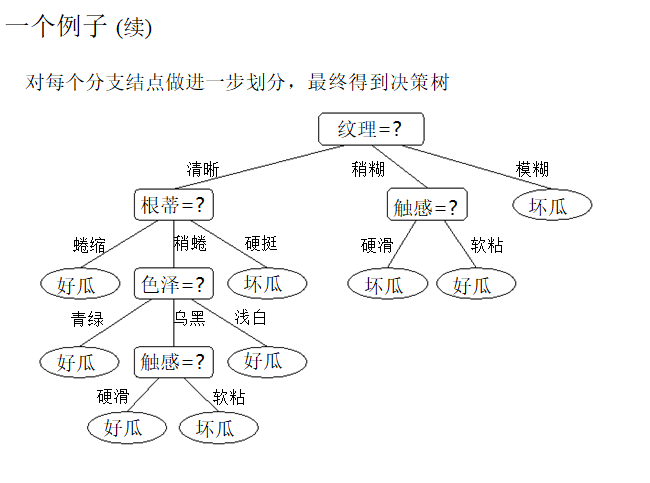 一个例子 (续)
对每个分支结点做进一步划分，最终得到决策树
纹理=?
清晰 稍糊 模糊
根蒂=? 触感=? 坏瓜
蜷缩 稍蜷 硬挺 硬滑 软粘
好瓜 色泽=? 坏瓜 坏瓜 好瓜
青绿 乌黑 浅白
好瓜 触感=? 好瓜
硬滑 软粘
好瓜 坏瓜